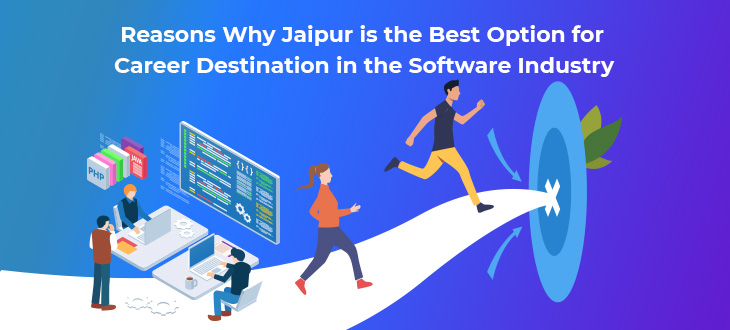 Reasons Why Jaipur is the Best Option for
Career Destination in the Software Industry
PHP
JAVA
{ } { }